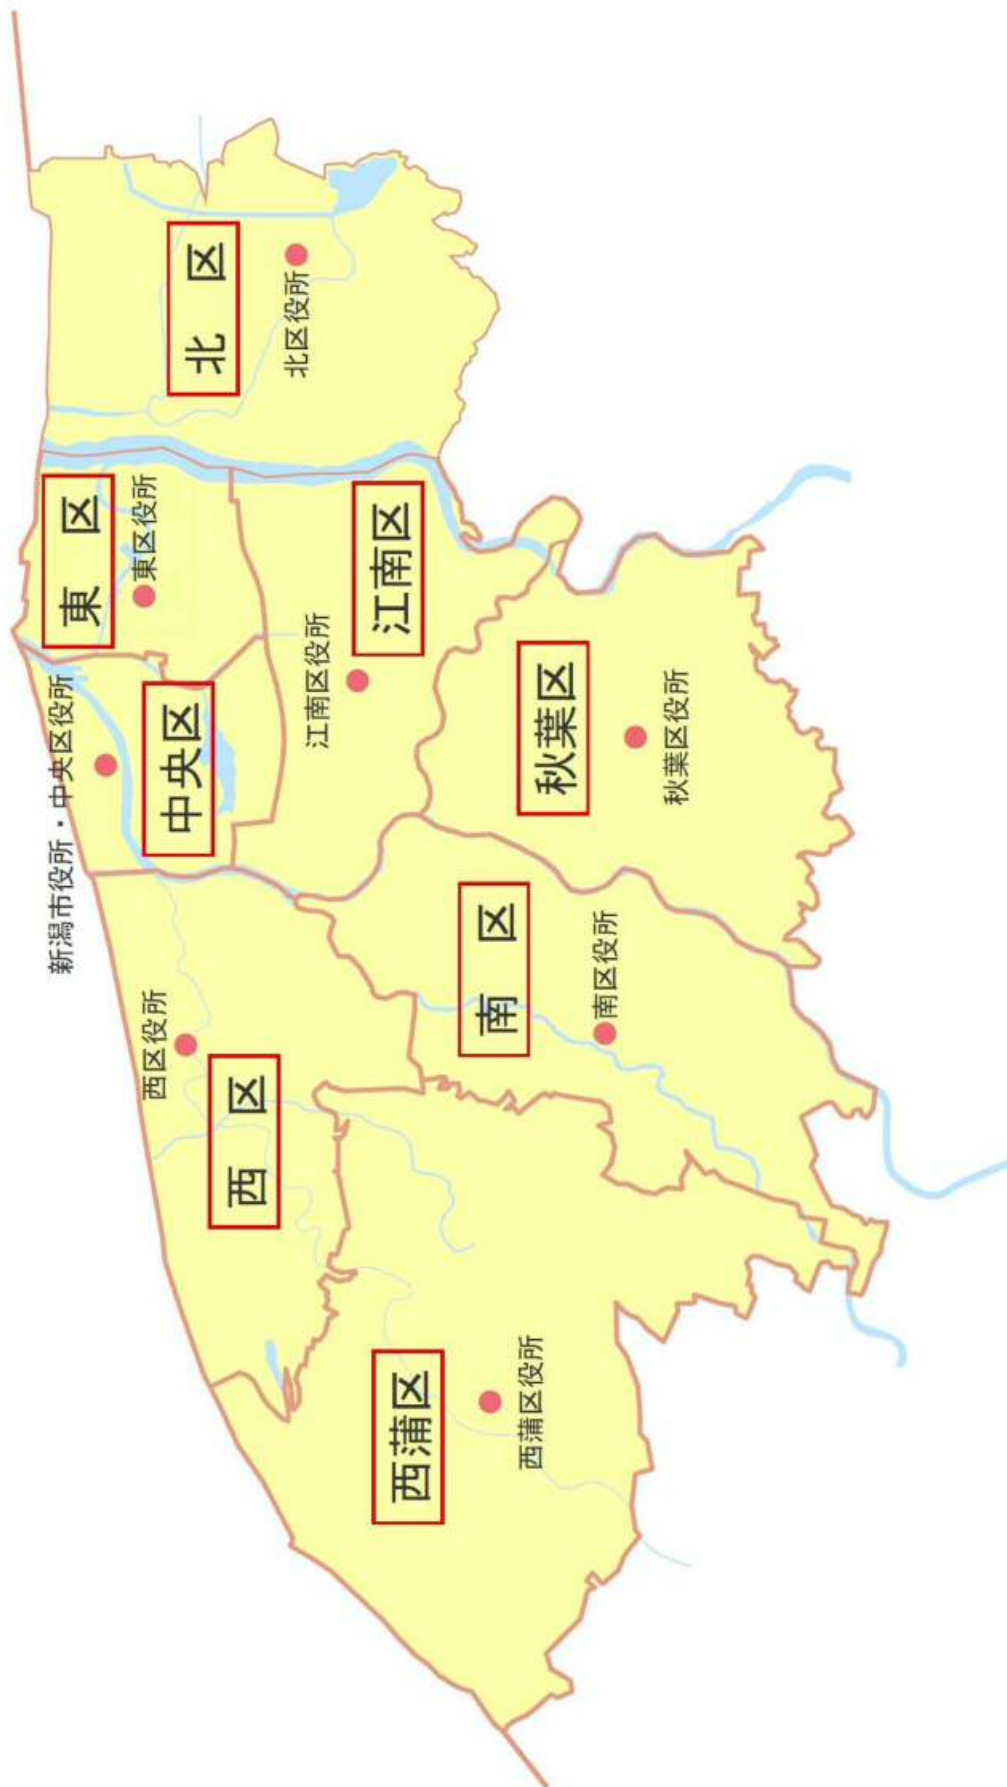 新潟市役所・中央区役所
東 区
東区役所
西区役所
中央区
北 区
西 区
北区役所
江南区役所
江南区
西蒲区
南 区
西蒲区役所
秋葉区
南区役所
秋葉区役所